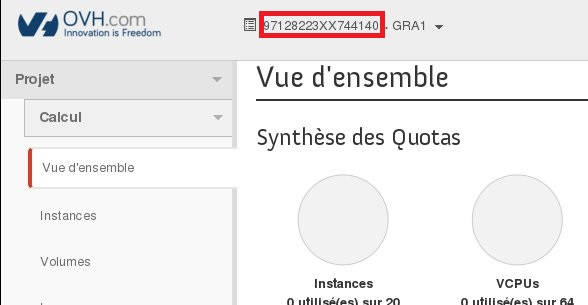 OVH.com
Innovation is Freedom
97128223XX744140 · GRA1
Projet
Calcul
Vue d'ensemble
Instances
Volumes
Vue d'ensemble
Synthèse des Quotas
Instances
0 utilisé(es) sur 20
VCPUs
0 utilisé(es) sur 64